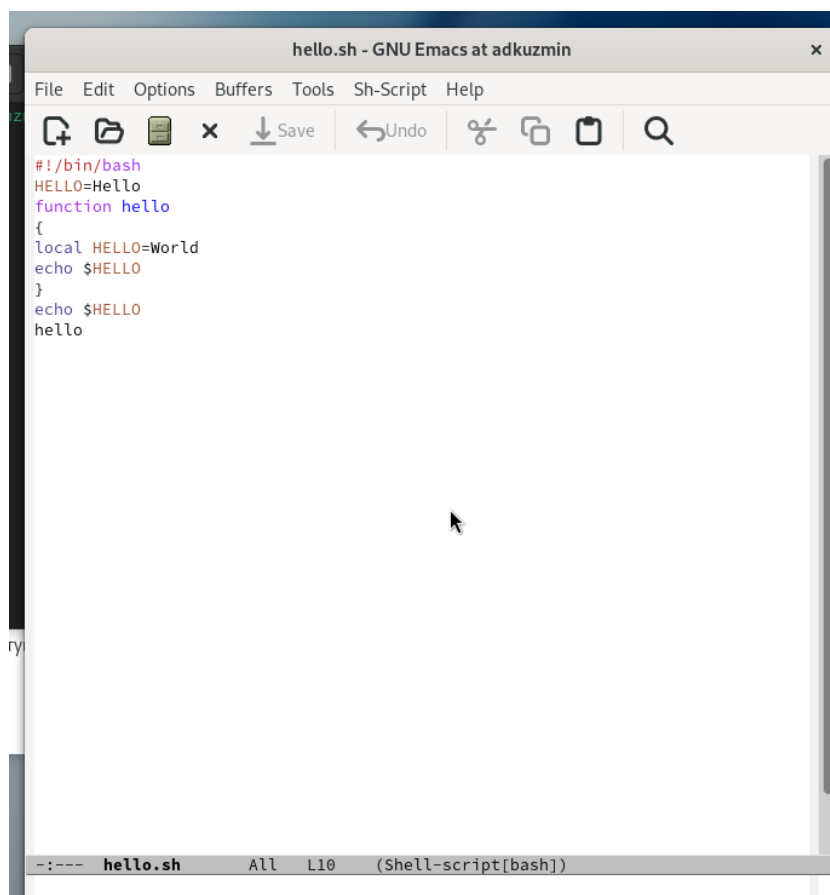 hello.sh - GNU Emacs at adkuzmin
File Edit Options Buffers Tools Sh-Script Help
Save Undo
#!/bin/bash
HELLO=Hello
function hello
{
local HELLO=World
echo $HELLO
}
echo $HELLO
hello
-:--- hello.sh All L10 (Shell-script[bash])